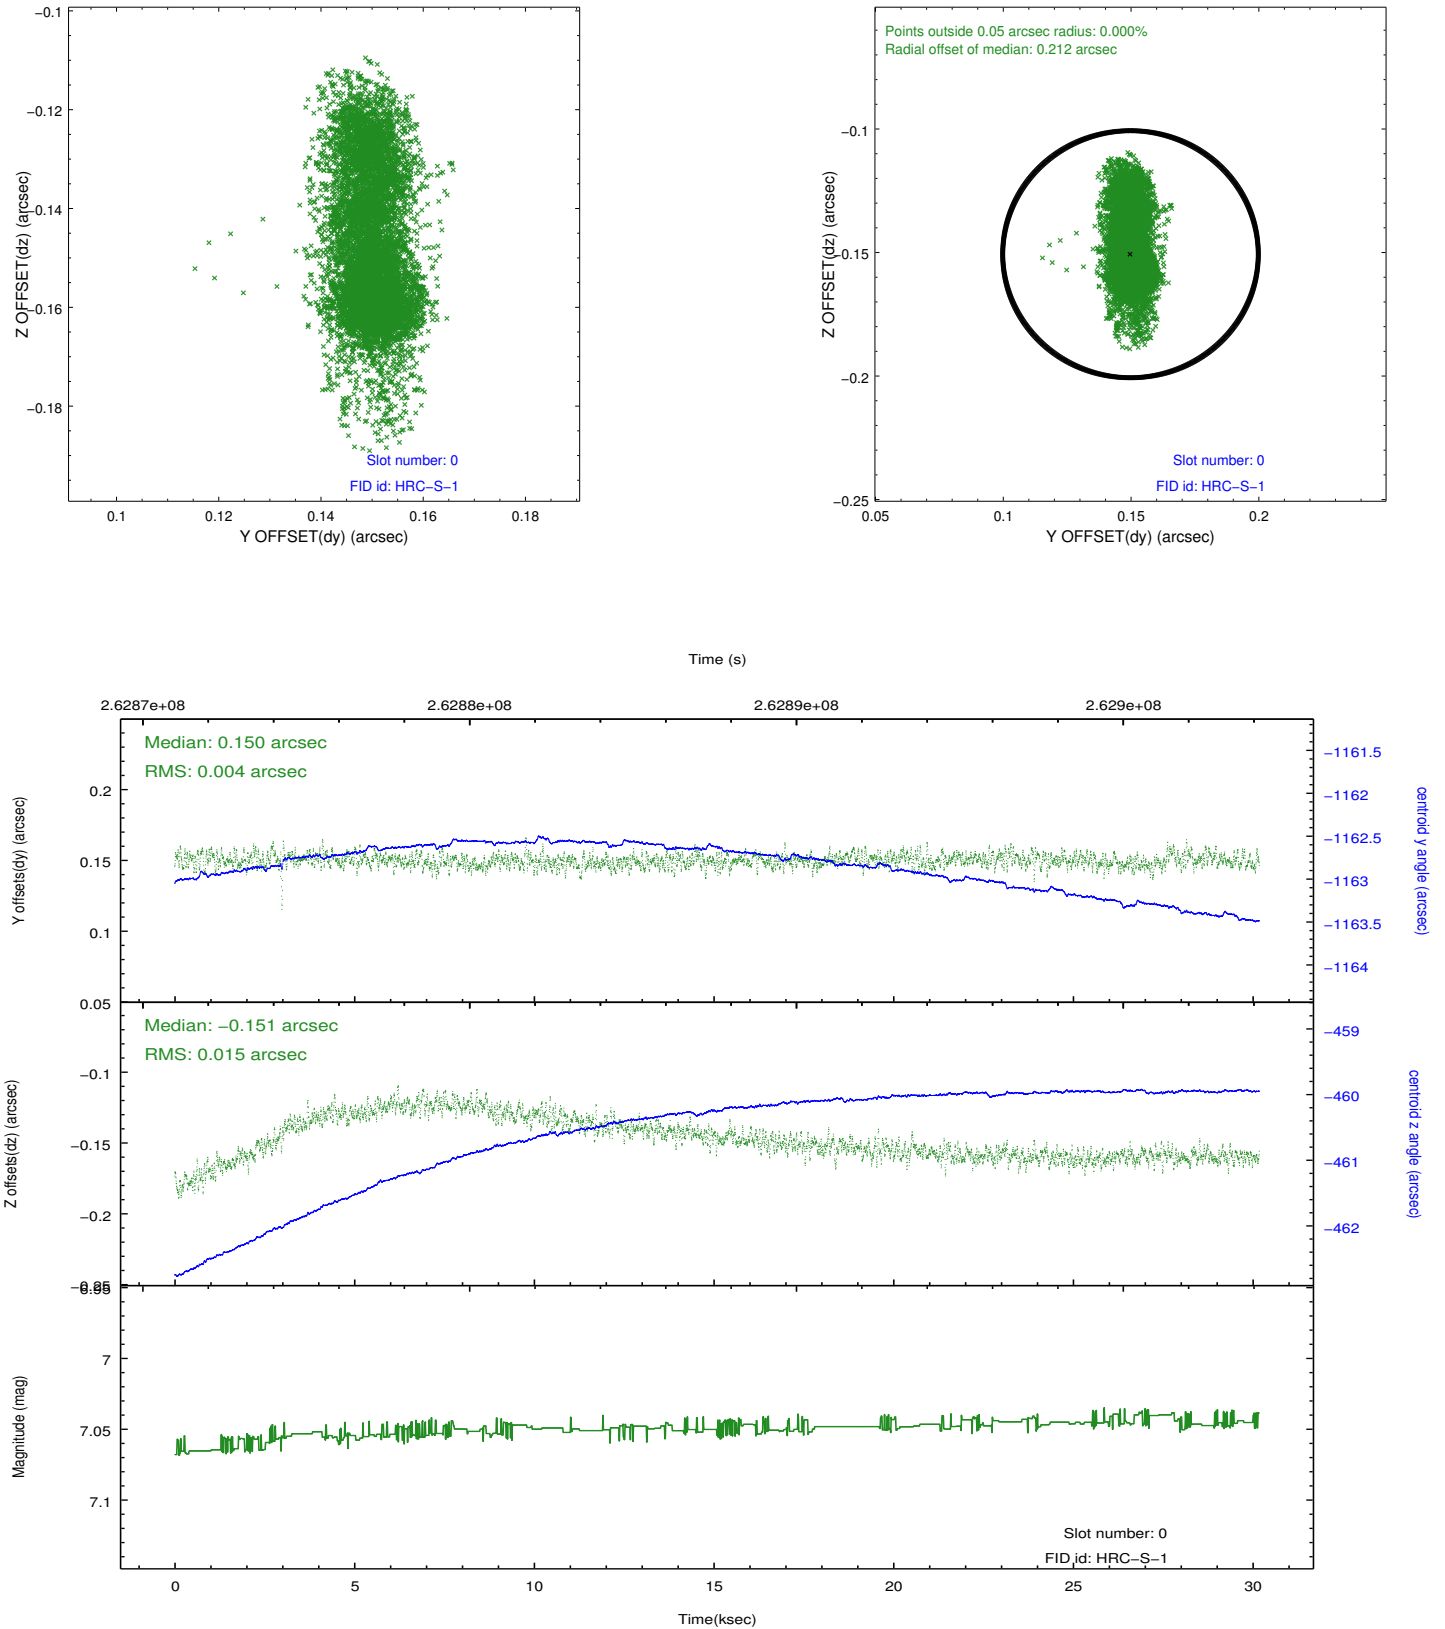 −0.1
−0.12
−0.14
−0.16
−0.18
Z OFFSET(dz) (arcsec)
Slot number: 0
FID id: HRC−S−1
0.1 0.12 0.14 0.16 0.18
Y OFFSET(dy) (arcsec)
Points outside 0.05 arcsec radius: 0.000%
Radial offset of median: 0.212 arcsec
−0.1
−0.15
−0.2
−0.25
Z OFFSET(dz) (arcsec)
Slot number: 0
FID id: HRC−S−1
0.05 0.1 0.15 0.2
Y OFFSET(dy) (arcsec)
Time (s)
2.6287e+08 2.6288e+08 2.6289e+08 2.629e+08
Median: 0.150 arcsec
RMS: 0.004 arcsec
0.2
0.15
0.1
0.05
Y offsets(dy) (arcsec)
−1161.5
−1162
−1162.5
−1163
−1163.5
−1164
centroid y angle (arcsec)
Median: −0.151 arcsec
RMS: 0.015 arcsec
−0.1
−0.15
−0.2
−0.25
Z offsets(dz) (arcsec)
−459
−460
−461
−462
centroid z angle (arcsec)
6.95
7
7.05
7.1
Magnitude (mag)
Slot number: 0
FID id: HRC−S−1
0 5 10 15 20 25 30
Time(ksec)